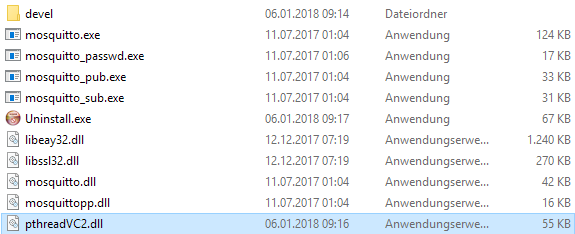 devel 06.01.2018 09:14 Dateiordner
mosquitto.exe 11.07.2017 01:04 Anwendung 124 KB
mosquitto_passwd.exe 11.07.2017 01:06 Anwendung 17 KB
mosquitto_pub.exe 11.07.2017 01:04 Anwendung 33 KB
mosquitto_sub.exe 11.07.2017 01:04 Anwendung 31 KB
Uninstall.exe 06.01.2018 09:17 Anwendung 67 KB
libeay32.dll 12.12.2017 07:19 Anwendungserwe... 1.240 KB
libssl32.dll 12.12.2017 07:19 Anwendungserwe... 270 KB
mosquitto.dll 11.07.2017 01:04 Anwendungserwe... 42 KB
mosquittopp.dll 11.07.2017 01:04 Anwendungserwe... 16 KB
pthreadVC2.dll 06.01.2018 09:16 Anwendungserwe... 55 KB